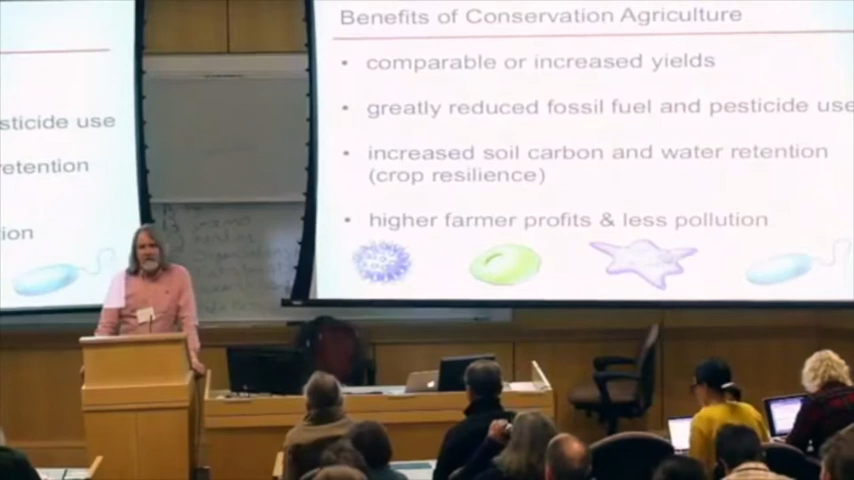 Benefits of Conservation Agriculture
• comparable or increased yields
• greatly reduced fossil fuel and pesticide use
• increased soil carbon and water retention
(crop resilience)
• higher farmer profits & less pollution
sticide use
retention
ion